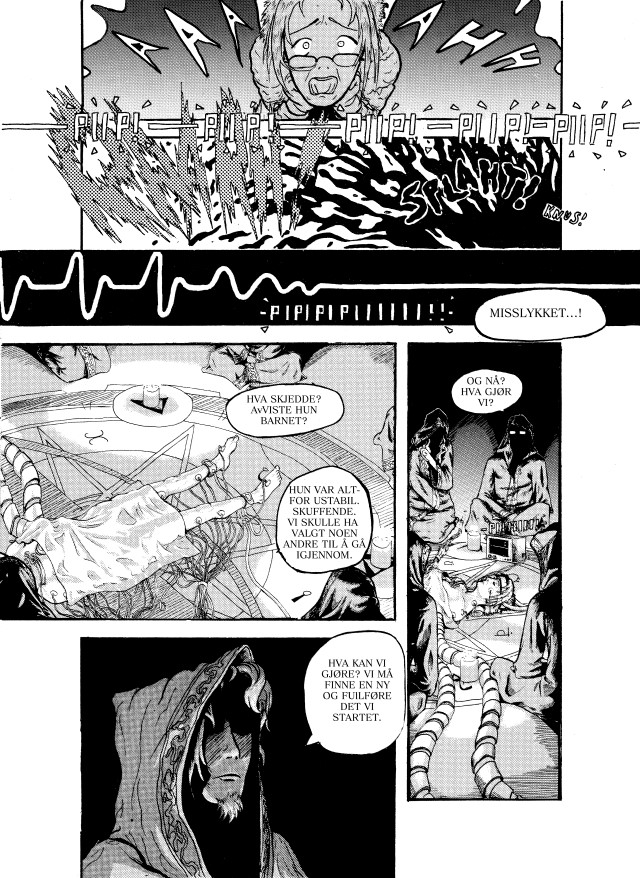 AAAAAHH
PIIP! PIIP! PIIP! PIIP! PIIP!
SPLAHT!
KNUS!
PIPIPIPIIIIIII!!
MISSLYKKET...!
HVA SKJEDDE?
AvVISTE HUN
BARNET?
HUN VAR ALT-
FOR USTABIL.
SKUFFENDE.
VI SKULLE HA
VALGT NOEN
ANDRE TIL Å GÅ
IGJENNOM.
OG NÅ?
HVA GJØR
VI?
HVA KAN VI
GJØRE? VI MÅ
FINNE EN NY
OG FUILFØRE
DET VI
STARTET.